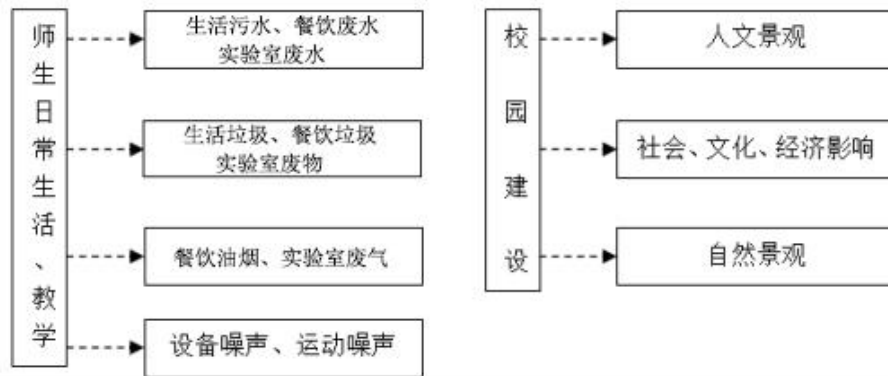 师生日常生活、教学
生活污水、餐饮废水
实验室废水
生活垃圾、餐饮垃圾
实验室废物
餐饮油烟、实验室废气
设备噪声、运动噪声
校园建设
人文景观
社会、文化、经济影响
自然景观